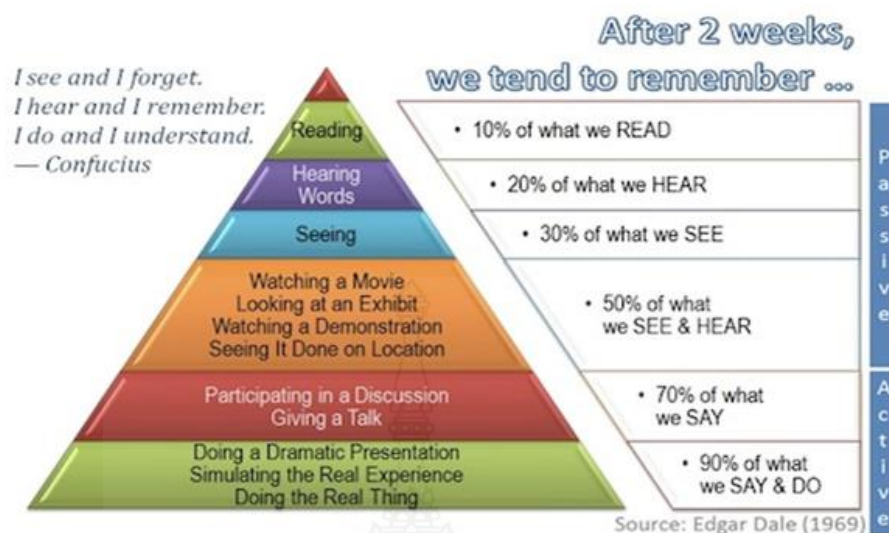 After 2 weeks,
we tend to remember ...
I see and I forget.
I hear and I remember.
I do and I understand.
— Confucius
Reading
• 10% of what we READ
Hearing
Words
• 20% of what we HEAR
Seeing
• 30% of what we SEE
Watching a Movie
Looking at an Exhibit
Watching a Demonstration
Seeing It Done on Location
• 50% of what
we SEE & HEAR
Participating in a Discussion
Giving a Talk
• 70% of what
we SAY
Doing a Dramatic Presentation
Simulating the Real Experience
Doing the Real Thing
• 90% of what
we SAY & DO
Passive
Active
Source: Edgar Dale (1969)